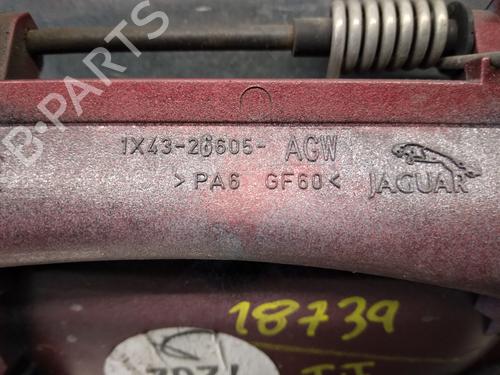 B-PARTS
1X43-26605- AGW
>PA6 GF60<
JAGUAR
18739